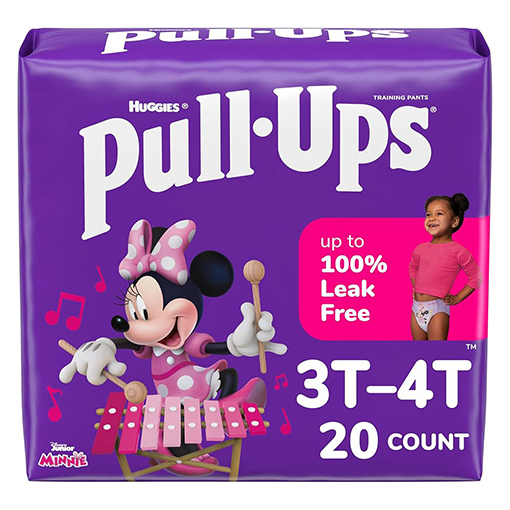 Pull-Ups
HUGGIES®
TRAINING PANTS
Pull·Ups®
up to
100%
Leak
Free
™
3T–4T
20 COUNT
Disney
Junior
MINNIE